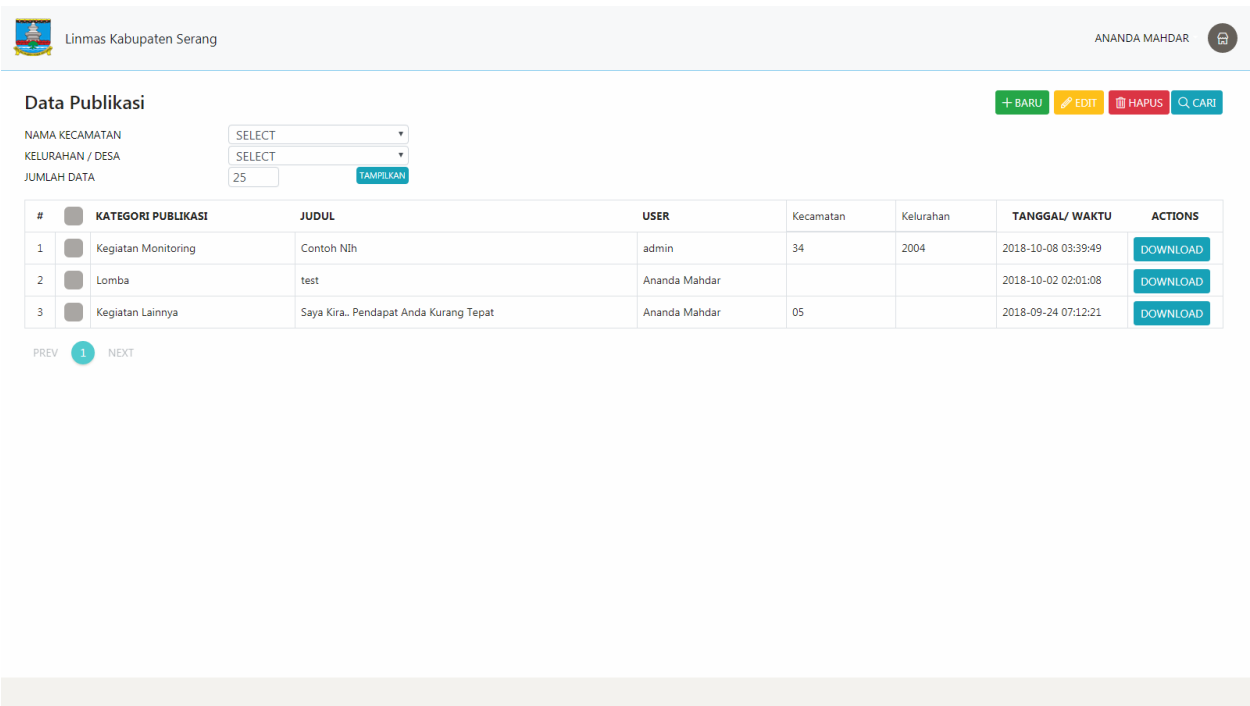 Linmas Kabupaten Serang ANANDA MAHDAR
Data Publikasi BARU EDIT HAPUS CARI
NAMA KECAMATAN SELECT
KELURAHAN / DESA SELECT
JUMLAH DATA 25 TAMPILKAN
# KATEGORI PUBLIKASI JUDUL USER Kecamatan Kelurahan TANGGAL/ WAKTU ACTIONS
1 Kegiatan Monitoring Contoh NIh admin 34 2004 2018-10-08 03:39:49 DOWNLOAD
2 Lomba test Ananda Mahdar 2018-10-02 02:01:08 DOWNLOAD
3 Kegiatan Lainnya Saya Kira.. Pendapat Anda Kurang Tepat Ananda Mahdar 05 2018-09-24 07:12:21 DOWNLOAD
PREV 1 NEXT